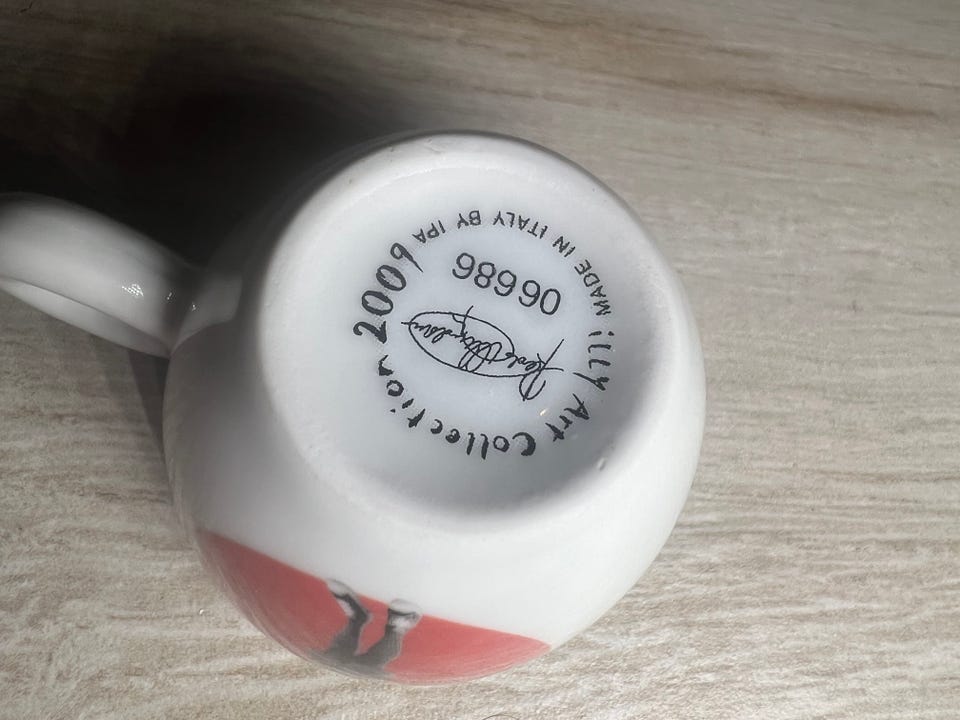 illy Art Collection 2009
06686
MADE IN ITALY BY IPA